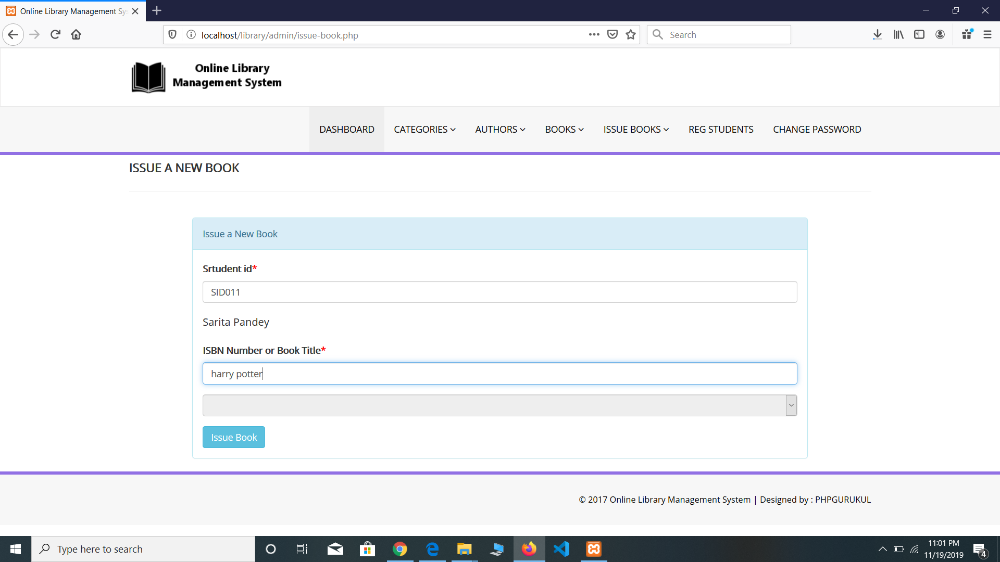 Online Library Management Sys
localhost/library/admin/issue-book.php
Search
Online Library
Management System
DASHBOARD
CATEGORIES
AUTHORS
BOOKS
ISSUE BOOKS
REG STUDENTS
CHANGE PASSWORD
ISSUE A NEW BOOK
Issue a New Book
Srtudent id*
SID011
Sarita Pandey
ISBN Number or Book Title*
harry potter
Issue Book
© 2017 Online Library Management System | Designed by : PHPGURUKUL
Type here to search
11:01 PM
11/19/2019
4